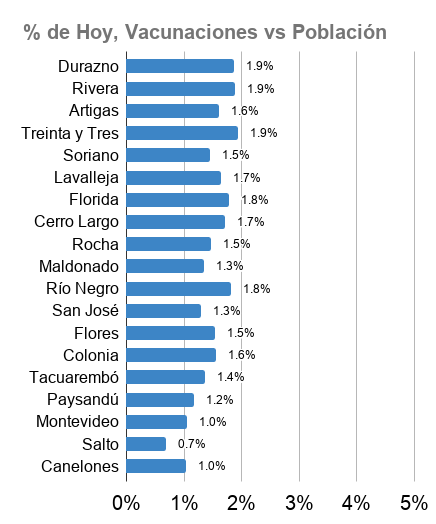 % de Hoy, Vacunaciones vs Población
Durazno 1.9%
Rivera 1.9%
Artigas 1.6%
Treinta y Tres 1.9%
Soriano 1.5%
Lavalleja 1.7%
Florida 1.8%
Cerro Largo 1.7%
Rocha 1.5%
Maldonado 1.3%
Río Negro 1.8%
San José 1.3%
Flores 1.5%
Colonia 1.6%
Tacuarembó 1.4%
Paysandú 1.2%
Montevideo 1.0%
Salto 0.7%
Canelones 1.0%
0% 1% 2% 3% 4% 5%